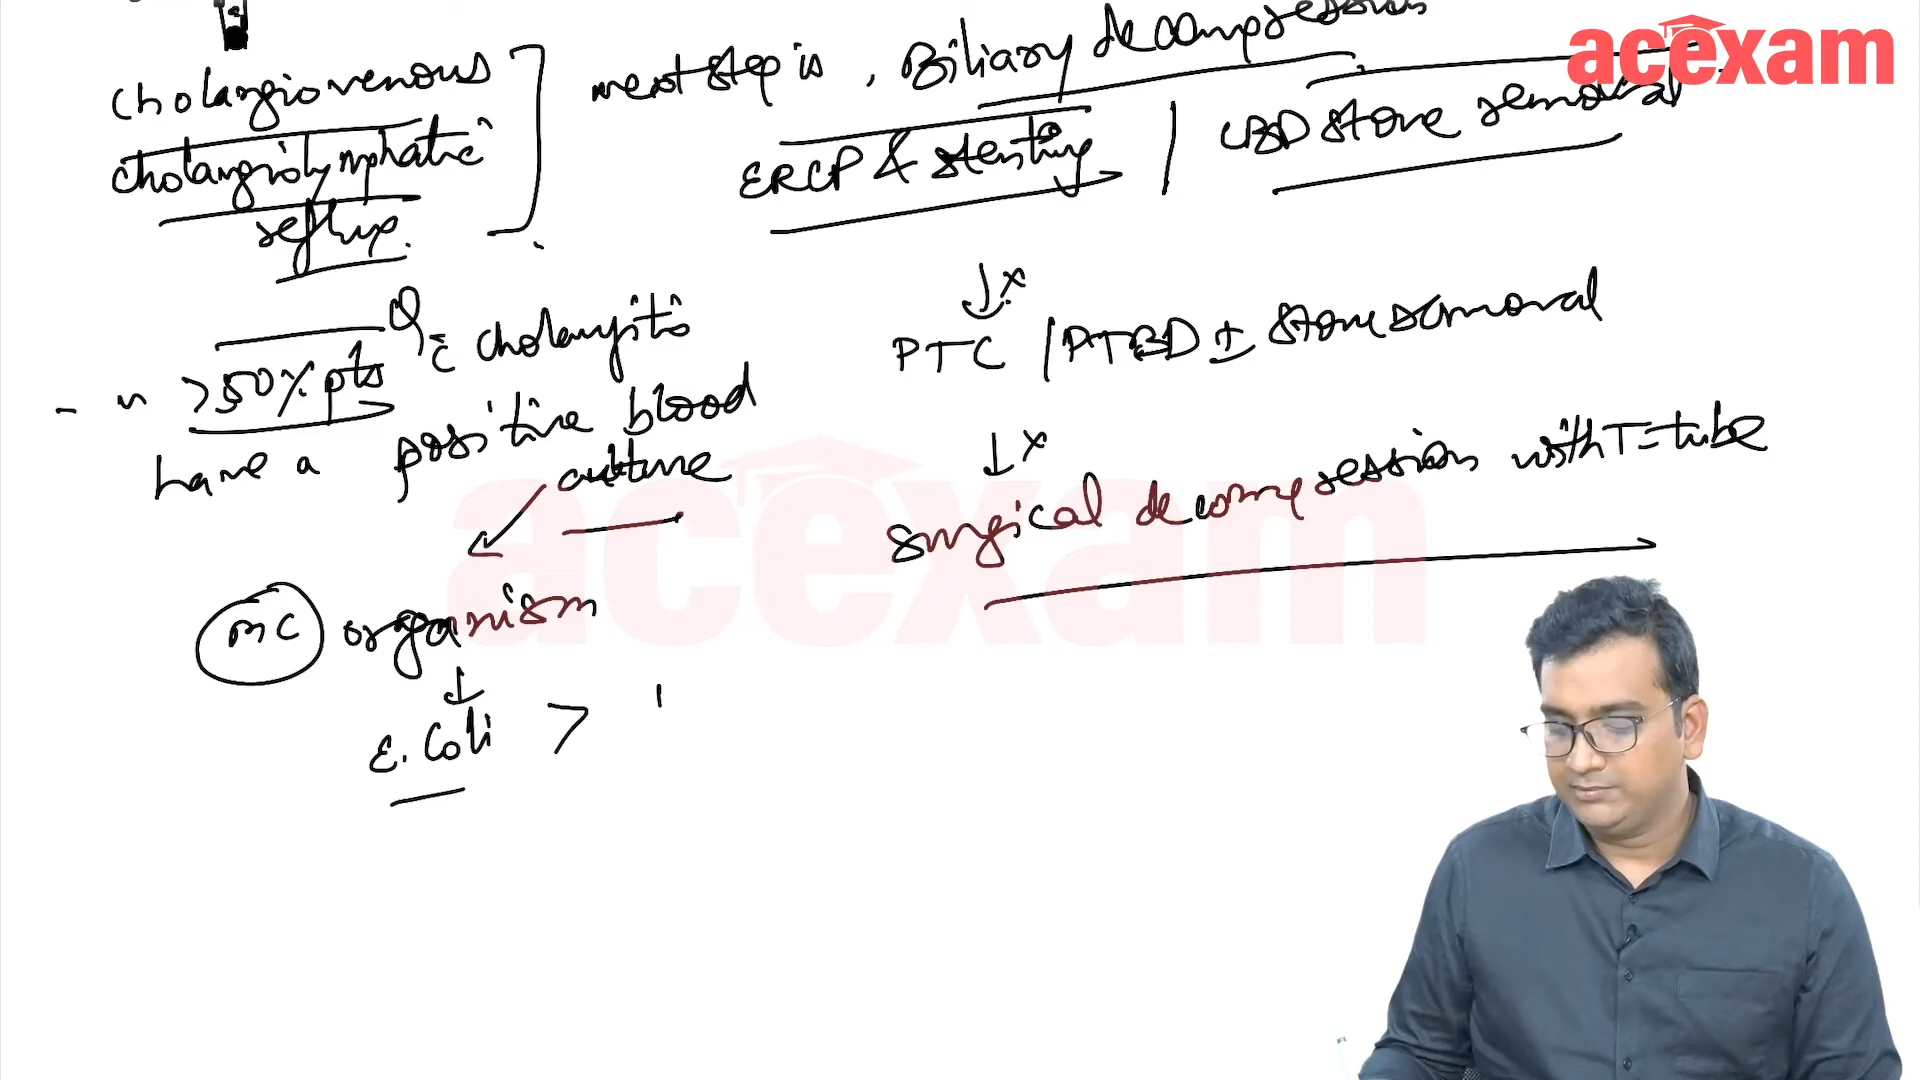 acexam
cholangiovenous
cholangiolymphatic
reflux.
next step is, Biliary decompression
ERCP & stenting / CBD stone removal
↓x
PTC / PTBD ± stone removal
↓x
surgical decompression with T-tube
- " >50% pts c̄ cholangitis
have a positive blood
culture
MC organism
↓
E. Coli >
acexam